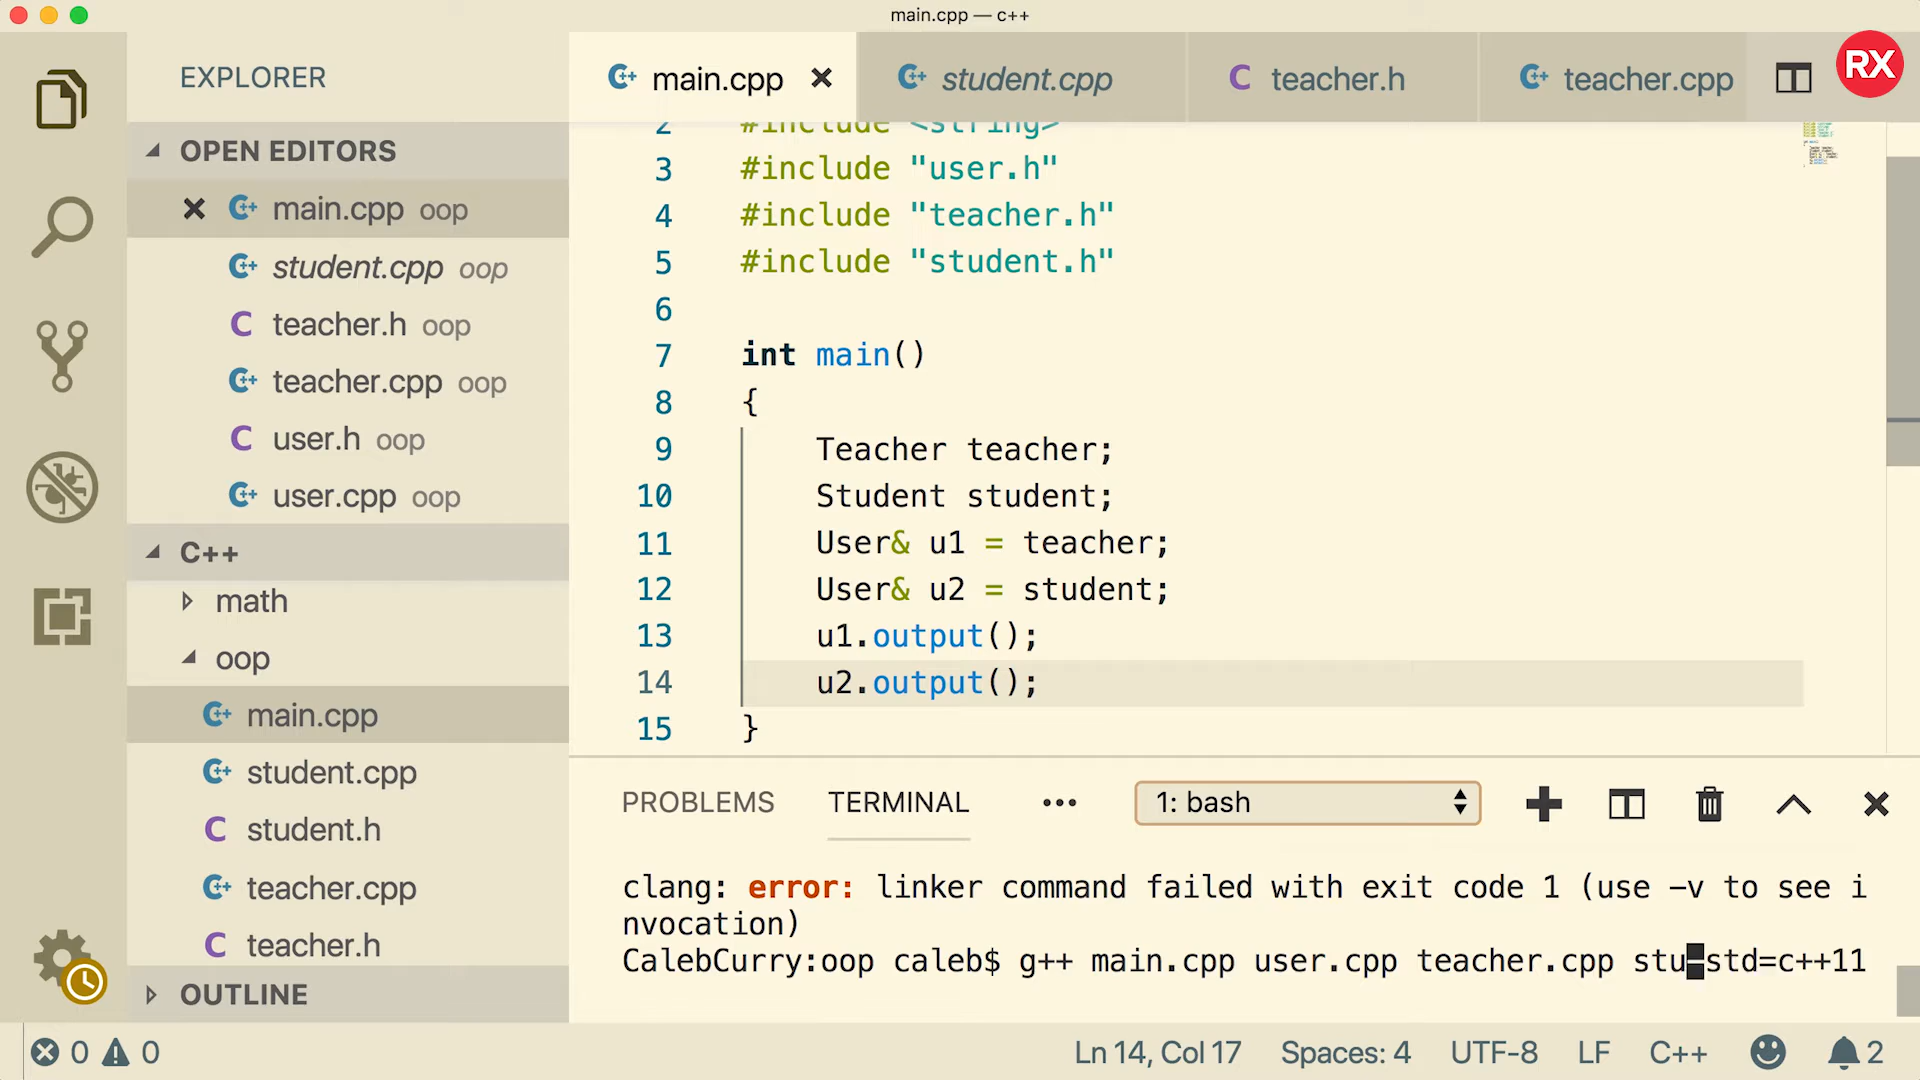 main.cpp — c++
EXPLORER
main.cpp
student.cpp
teacher.h
teacher.cpp
RX
OPEN EDITORS
main.cpp oop
student.cpp oop
teacher.h oop
teacher.cpp oop
user.h oop
user.cpp oop
C++
math
oop
main.cpp
student.cpp
student.h
teacher.cpp
teacher.h
OUTLINE
2 #include <string>
3 #include "user.h"
4 #include "teacher.h"
5 #include "student.h"
6
7 int main()
8 {
9 Teacher teacher;
10 Student student;
11 User& u1 = teacher;
12 User& u2 = student;
13 u1.output();
14 u2.output();
15 }
PROBLEMS
TERMINAL
1: bash
clang: error: linker command failed with exit code 1 (use -v to see i
nvocation)
CalebCurry:oop caleb$ g++ main.cpp user.cpp teacher.cpp stu-std=c++11
0 0
Ln 14, Col 17
Spaces: 4
UTF-8
LF
C++
2